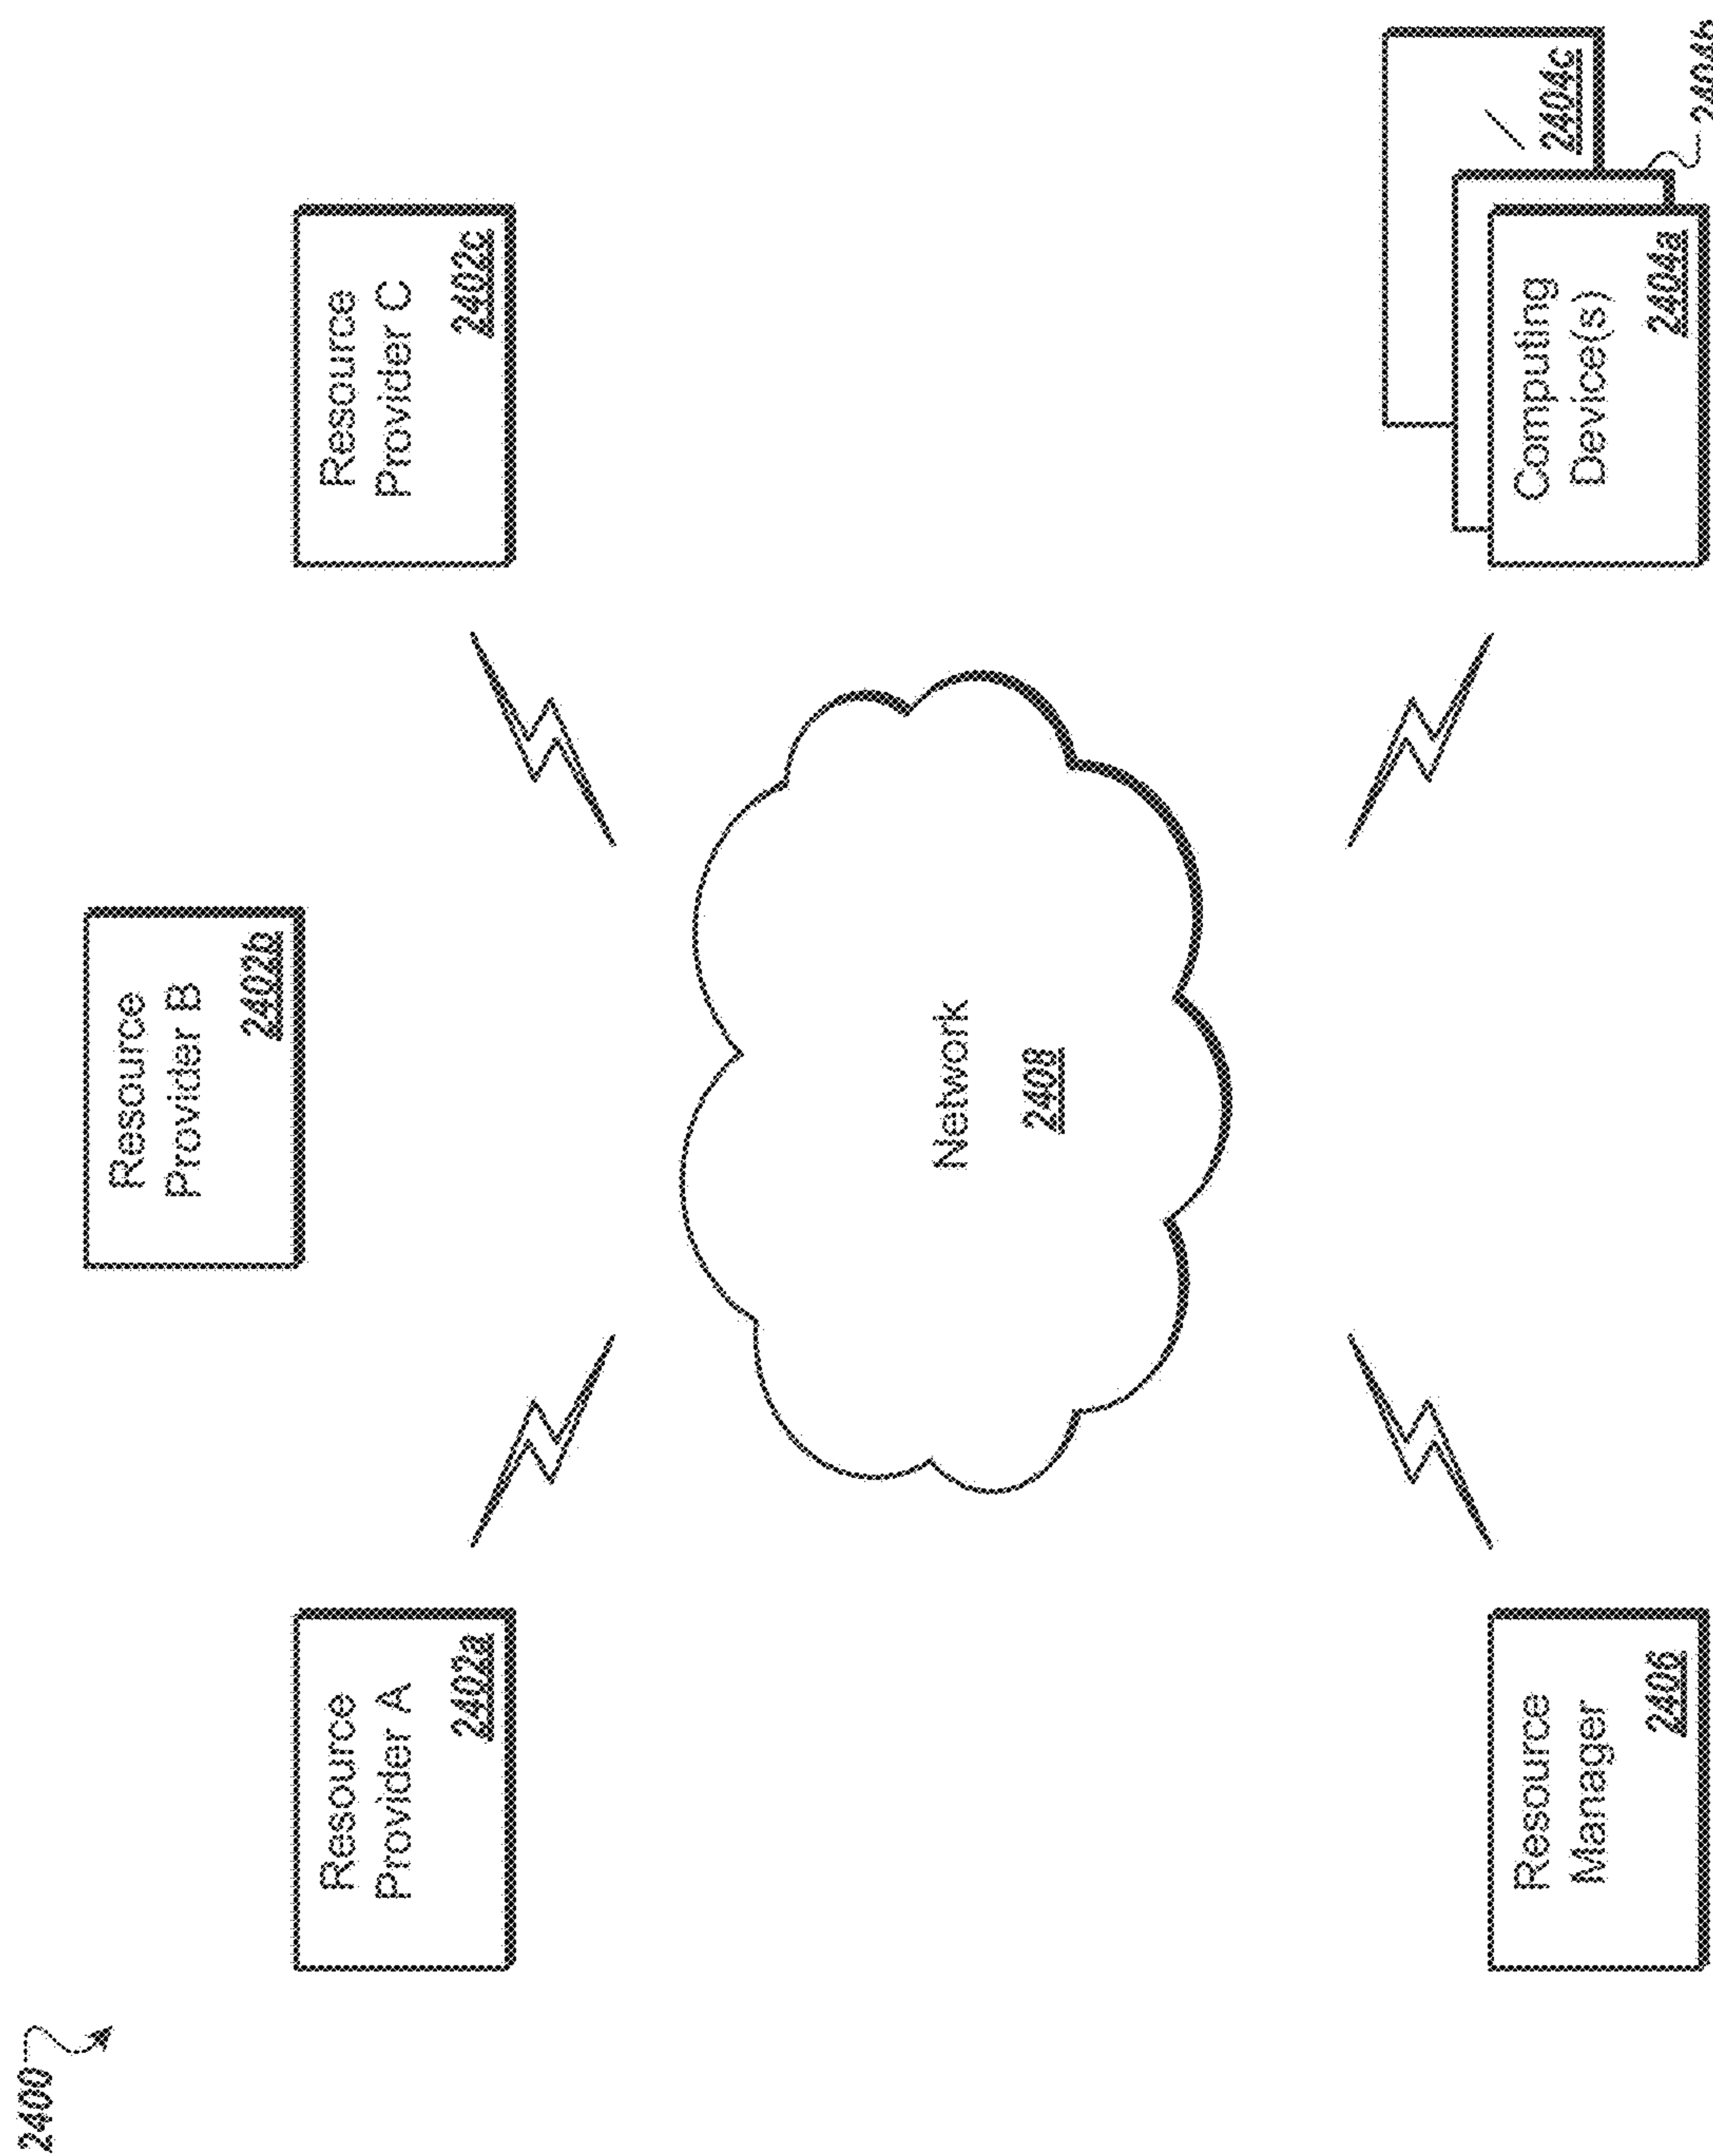 2400
Resource
Provider B
2402b
Resource
Provider A
2402a
Resource
Provider C
2402c
Network
2408
Resource
Manager
2406
Computing
Device(s)
2404a
2404c
2404b